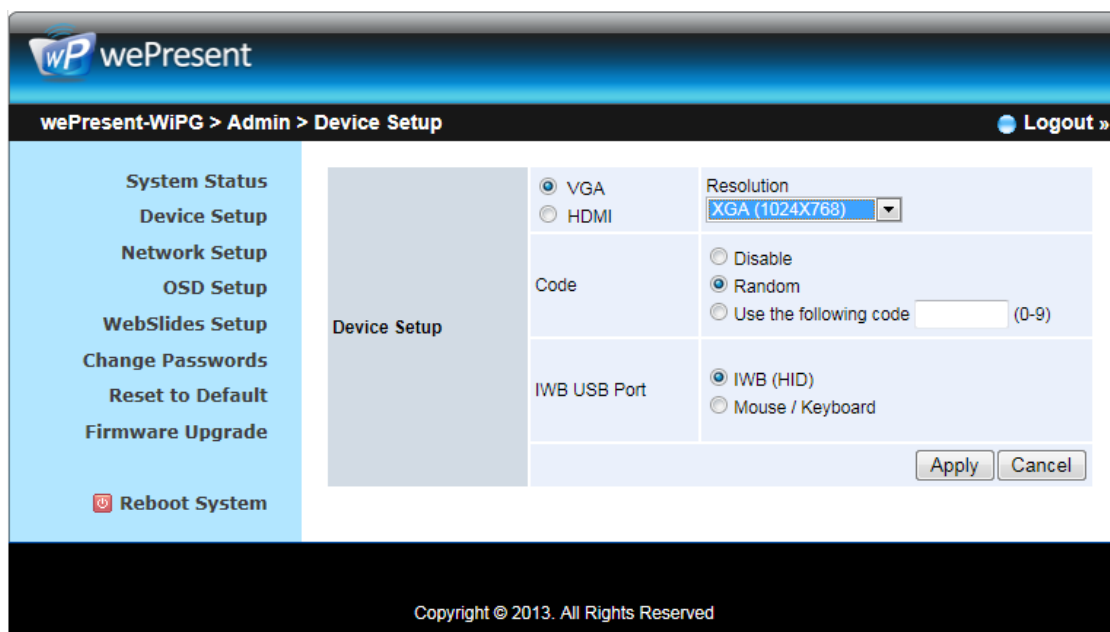 wP wePresent
wePresent-WiPG > Admin > Device Setup
Logout »
System Status
Device Setup
Network Setup
OSD Setup
WebSlides Setup
Change Passwords
Reset to Default
Firmware Upgrade
Reboot System
Device Setup
VGA
HDMI
Resolution
XGA (1024X768)
Code
Disable
Random
Use the following code (0-9)
IWB USB Port
IWB (HID)
Mouse / Keyboard
Apply Cancel
Copyright © 2013. All Rights Reserved